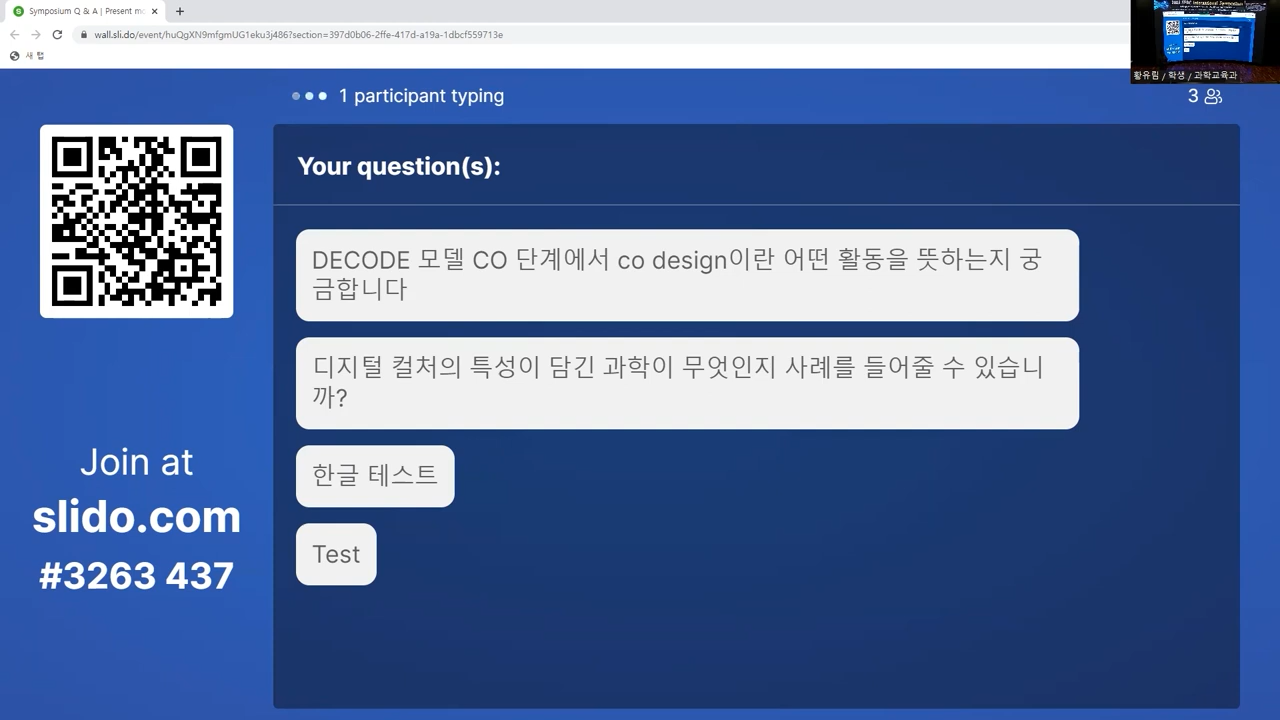 Symposium Q & A | Present mo
wall.sli.do/event/huQgXN9mfgmUG1eku3j486?section=397d0b06-2ffe-417d-a19a-1dbcf559713e
새 탭
황유림 / 학생 / 과학교육과
1 participant typing
3
Your question(s):
DECODE 모델 CO 단계에서 co design이란 어떤 활동을 뜻하는지 궁
금합니다
디지털 컬처의 특성이 담긴 과학이 무엇인지 사례를 들어줄 수 있습니
까?
한글 테스트
Test
Join at
slido.com
#3263 437